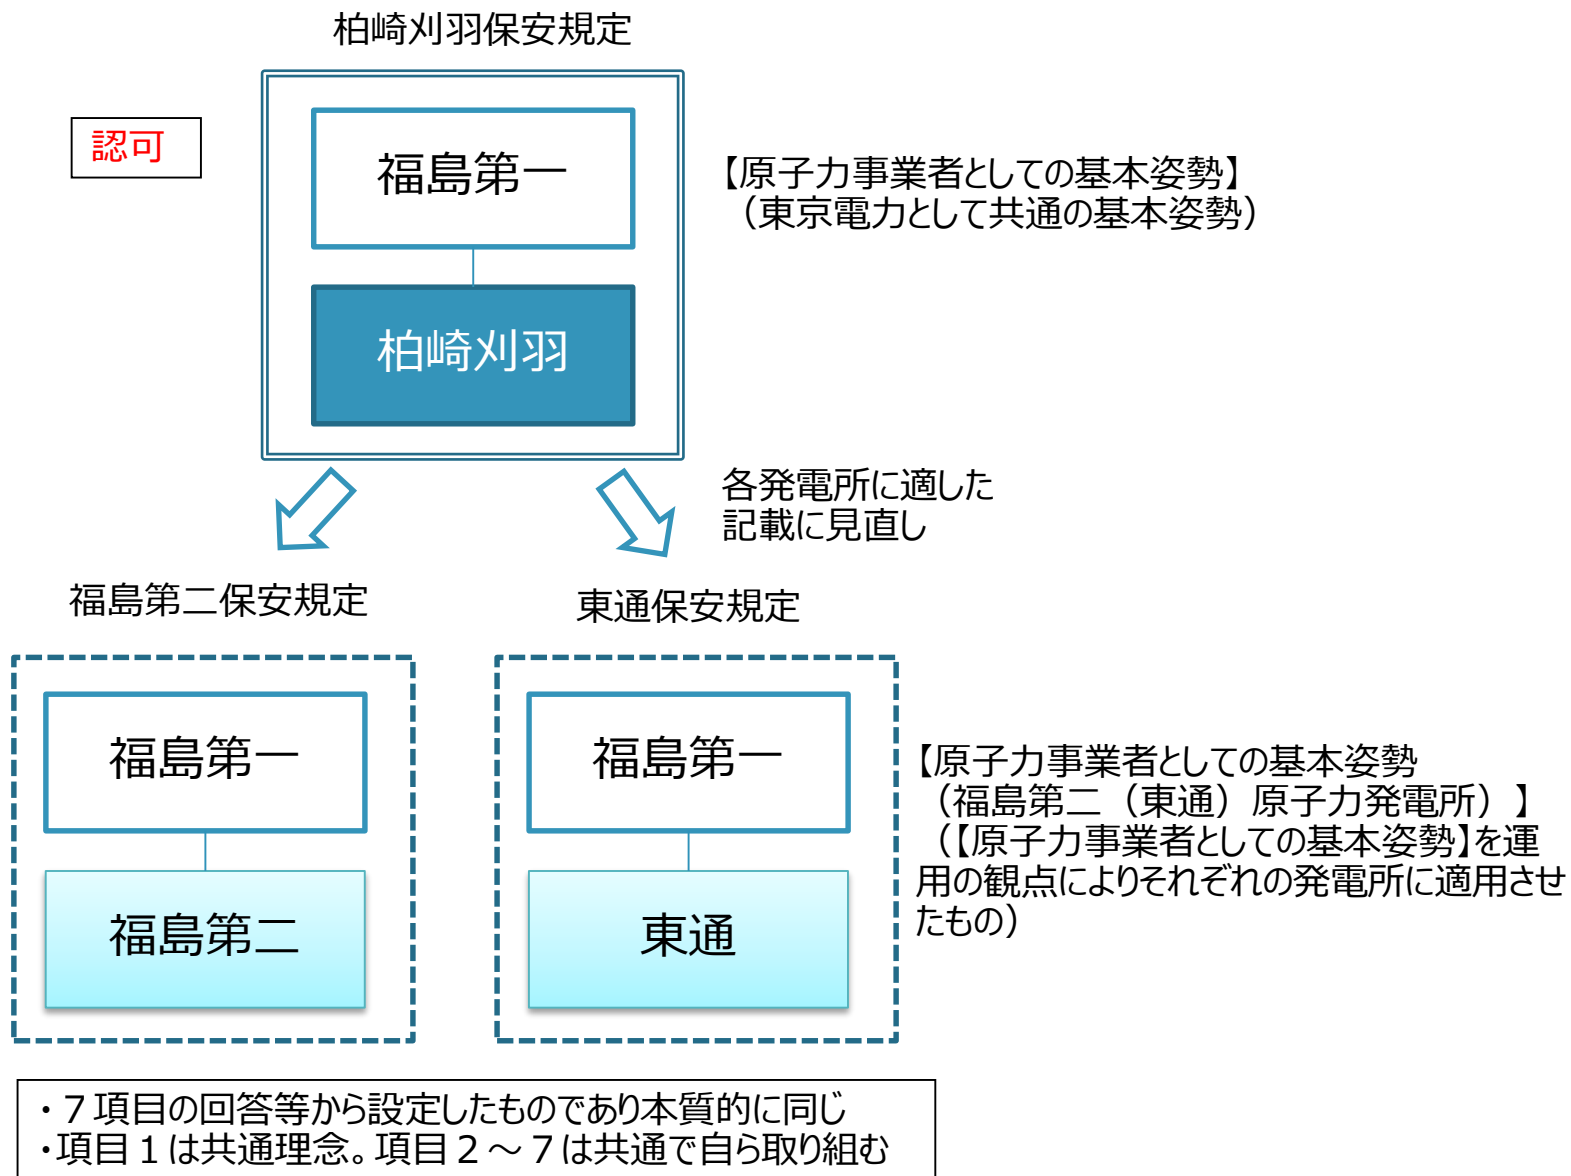 柏崎刈羽保安規定
認可
福島第一
【原子力事業者としての基本姿勢】
（東京電力として共通の基本姿勢）
柏崎刈羽
各発電所に適した
記載に見直し
福島第二保安規定
東通保安規定
福島第一
福島第一
【原子力事業者としての基本姿勢
（福島第二（東通）原子力発電所）】
（【原子力事業者としての基本姿勢】を運
用の観点によりそれぞれの発電所に適用させ
たもの）
福島第二
東通
・７項目の回答等から設定したものであり本質的に同じ
・項目１は共通理念。項目２～７は共通で自ら取り組む